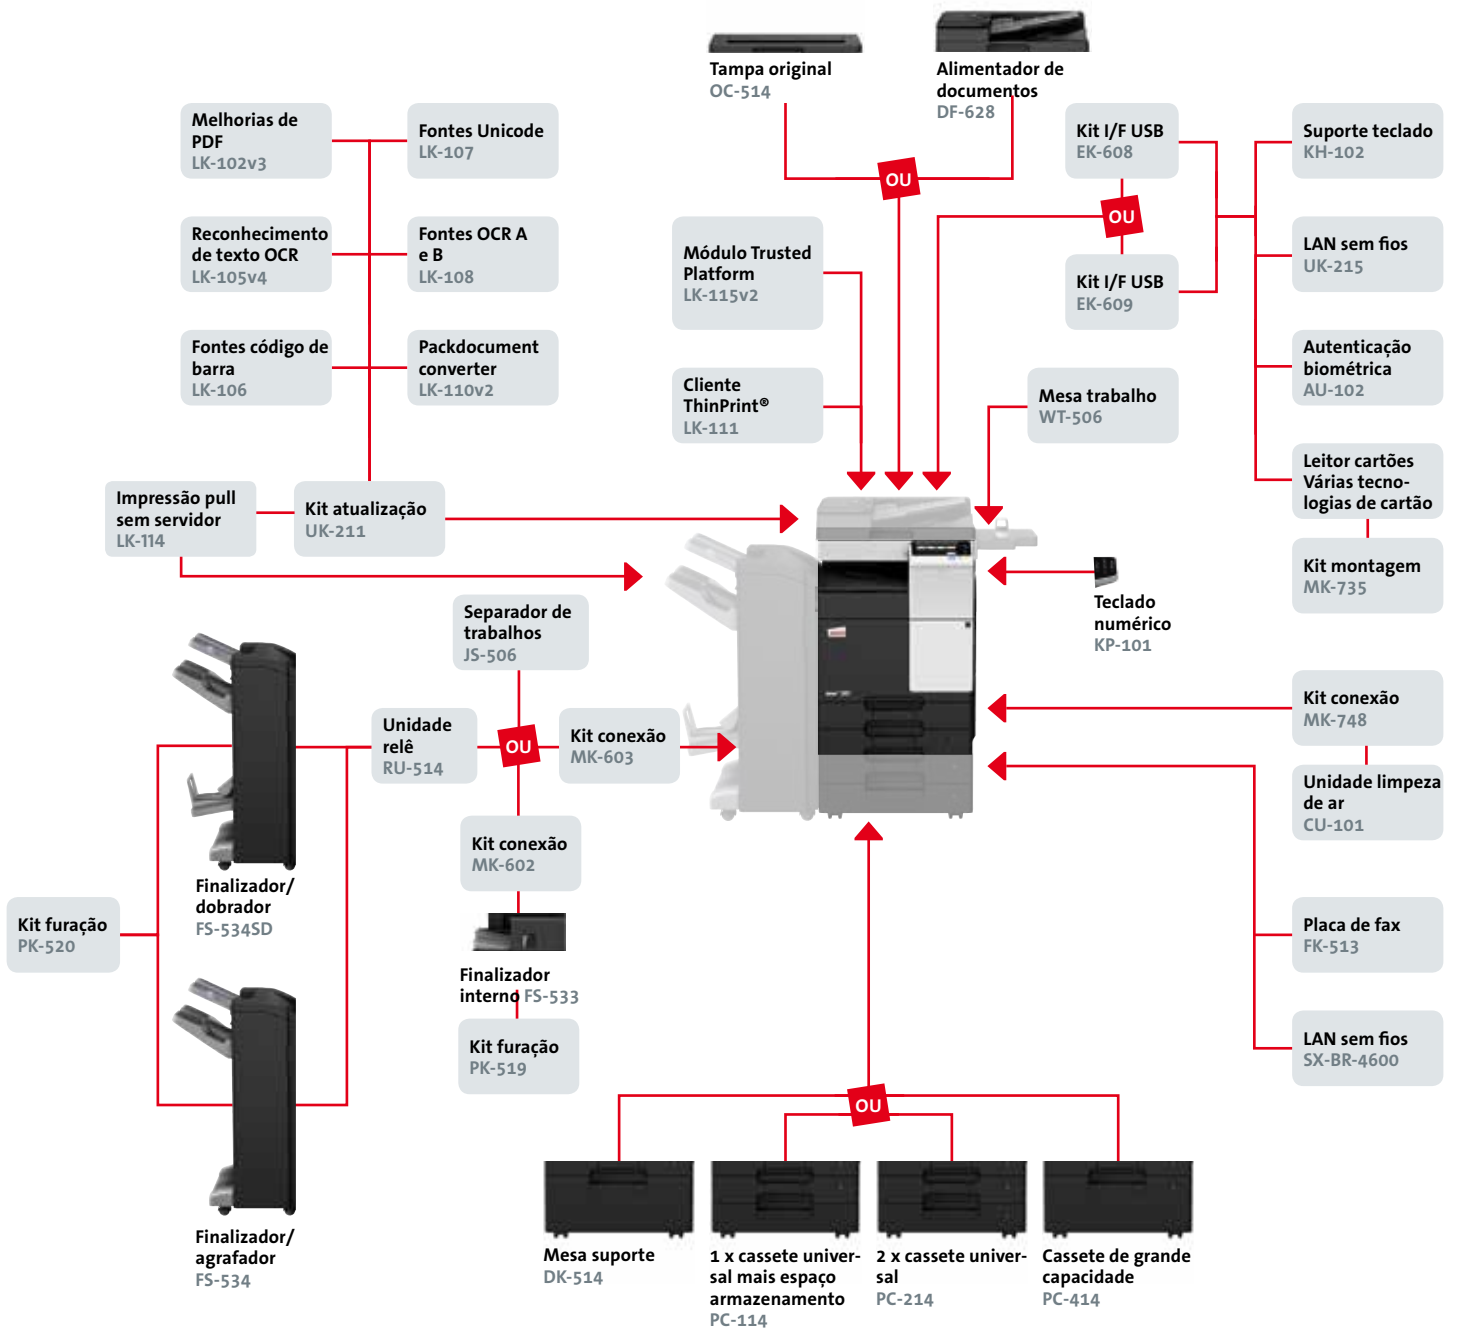 Tampa original
OC-514
Alimentador de
documentos
DF-628
Melhorias de
PDF
LK-102v3
Fontes Unicode
LK-107
Kit I/F USB
EK-608
Suporte teclado
KH-102
OU
OU
Reconhecimento
de texto OCR
LK-105v4
Fontes OCR A
e B
LK-108
Módulo Trusted
Platform
LK-115v2
Kit I/F USB
EK-609
LAN sem fios
UK-215
Fontes código de
barra
LK-106
Packdocument
converter
LK-110v2
Cliente
ThinPrint®
LK-111
Mesa trabalho
WT-506
Autenticação
biométrica
AU-102
Leitor cartões
Várias tecno-
logias de cartão
Impressão pull
sem servidor
LK-114
Kit atualização
UK-211
Kit montagem
MK-735
Teclado
numérico
KP-101
Separador de
trabalhos
JS-506
Unidade
relê
RU-514
OU
Kit conexão
MK-603
Kit conexão
MK-748
Unidade limpeza
de ar
CU-101
Kit conexão
MK-602
Finalizador/
dobrador
FS-534SD
Kit furação
PK-520
Placa de fax
FK-513
Finalizador
interno FS-533
Kit furação
PK-519
LAN sem fios
SX-BR-4600
OU
Finalizador/
agrafador
FS-534
Mesa suporte
DK-514
1 x cassete univer-
sal mais espaço
armazenamento
PC-114
2 x cassete univer-
sal
PC-214
Cassete de grande
capacidade
PC-414